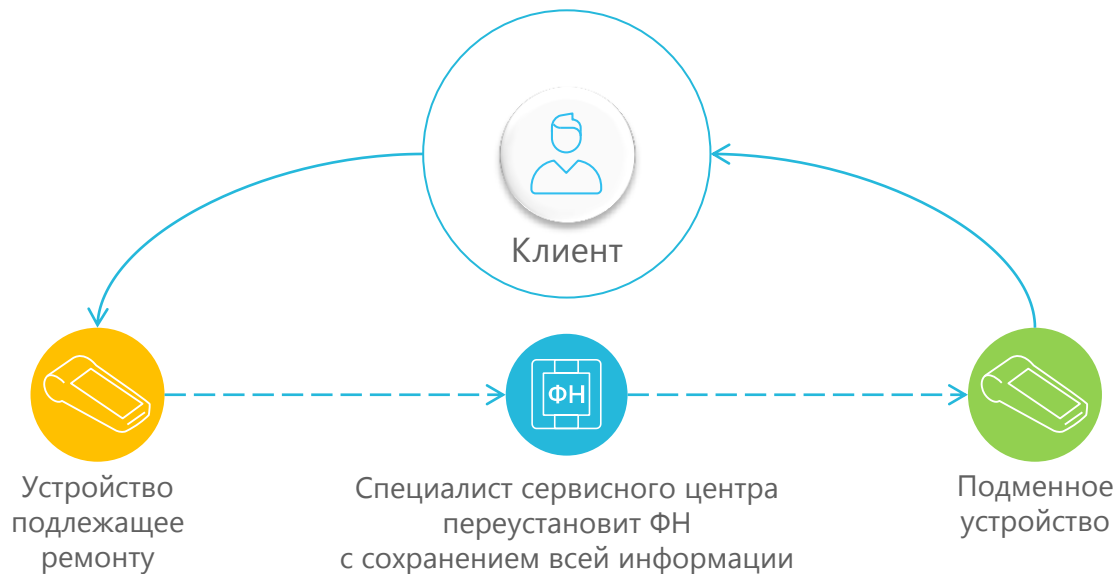 Клиент
ФН
Устройство
подлежащее
ремонту
Специалист сервисного центра
переустановит ФН
с сохранением всей информации
Подменное
устройство